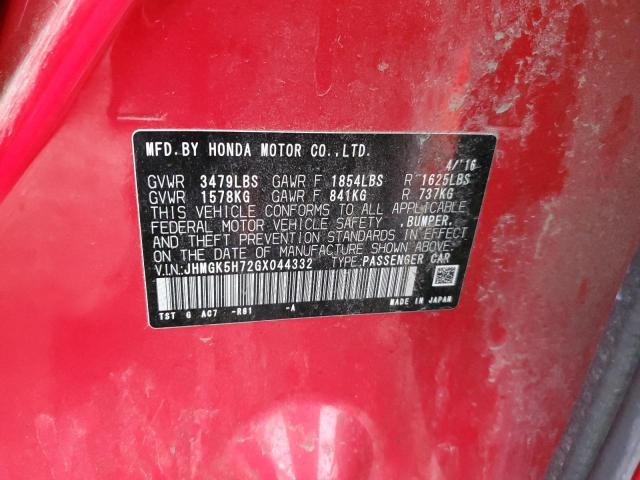 MFD.BY HONDA MOTOR CO.,LTD.
4/'16
GVWR 3479LBS GAWR F 1854LBS R 1625LBS
GVWR 1578KG GAWR F 841KG R 737KG
THIS VEHICLE CONFORMS TO ALL APPLICABLE
FEDERAL MOTOR VEHICLE SAFETY ,BUMPER,
AND THEFT PREVENTION STANDARDS IN EFFECT
ON THE DATE OF MANUFACTURE SHOWN ABOVE.
V.I.N: JHMGK5H72GX044332 TYPE:PASSENGER CAR
TST G AC7 -R81 -A MADE IN JAPAN